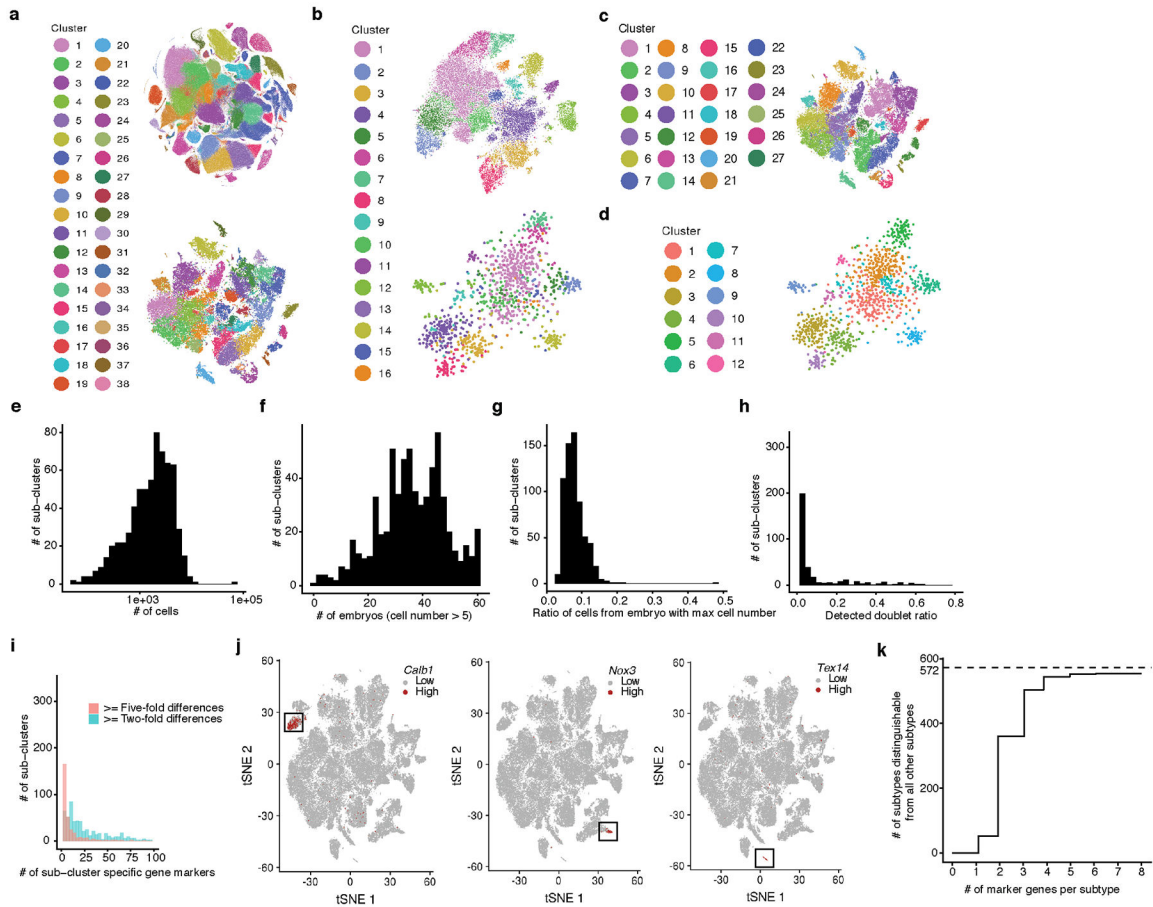 a
Cluster
1 20
2 21
3 22
4 23
5 24
6 25
7 26
8 27
9 28
10 29
11 30
12 31
13 32
14 33
15 34
16 35
17 36
18 37
19 38
b
Cluster
1
2
3
4
5
6
7
8
9
10
11
12
13
14
15
16
c
Cluster
1 8 15 22
2 9 16 23
3 10 17 24
4 11 18 25
5 12 19 26
6 13 20 27
7 14 21
d
Cluster
1 7
2 8
3 9
4 10
5 11
6 12
e
# of sub−clusters
80
60
40
20
0
1e+03 1e+05
# of cells
f
# of sub−clusters
40
20
0
0 20 40 60
# of embryos (cell number > 5)
g
# of sub−clusters
150
100
50
0
0.0 0.1 0.2 0.3 0.4 0.5
Ratio of cells from embryo with max cell number
h
# of sub−clusters
300
200
100
0
0.0 0.2 0.4 0.6 0.8
Detected doublet ratio
i
# of sub−clusters
300
200
100
0
>= Five-fold differences
>= Two-fold differences
0 25 50 75 100
# of sub-cluster specific gene markers
j
tSNE 2
60
30
0
-30
-60
Calb1
Low
High
-30 0 30 60
tSNE 1
tSNE 2
60
30
0
-30
-60
Nox3
Low
High
-30 0 30 60
tSNE 1
tSNE 2
60
30
0
-30
-60
Tex14
Low
High
-30 0 30 60
tSNE 1
k
# of subtypes distinguishable
from all other subtypes
600
572
400
200
0
0 1 2 3 4 5 6 7 8
# of marker genes per subtype